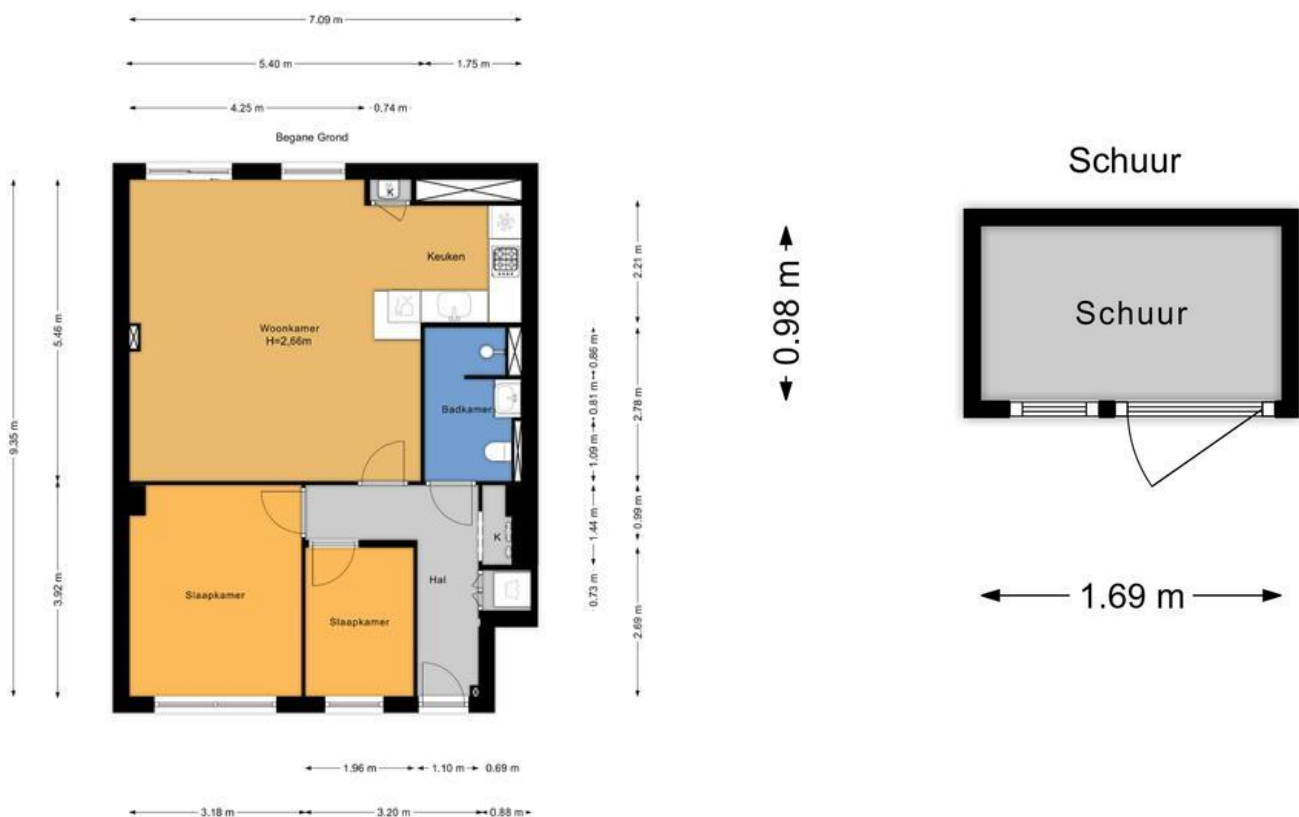 7.09 m
5.40 m
1.75 m
4.25 m
0.74 m
Begane Grond
K
Keuken
Woonkamer
H=2,66m
Badkamer
K
Hal
Slaapkamer
Slaapkamer
9.35 m
5.46 m
3.92 m
0.86 m
0.81 m
1.09 m
1.44 m
0.73 m
2.21 m
2.78 m
0.99 m
2.69 m
1.96 m
1.10 m
0.69 m
3.18 m
3.20 m
0.88 m
Schuur
Schuur
0.98 m
1.69 m